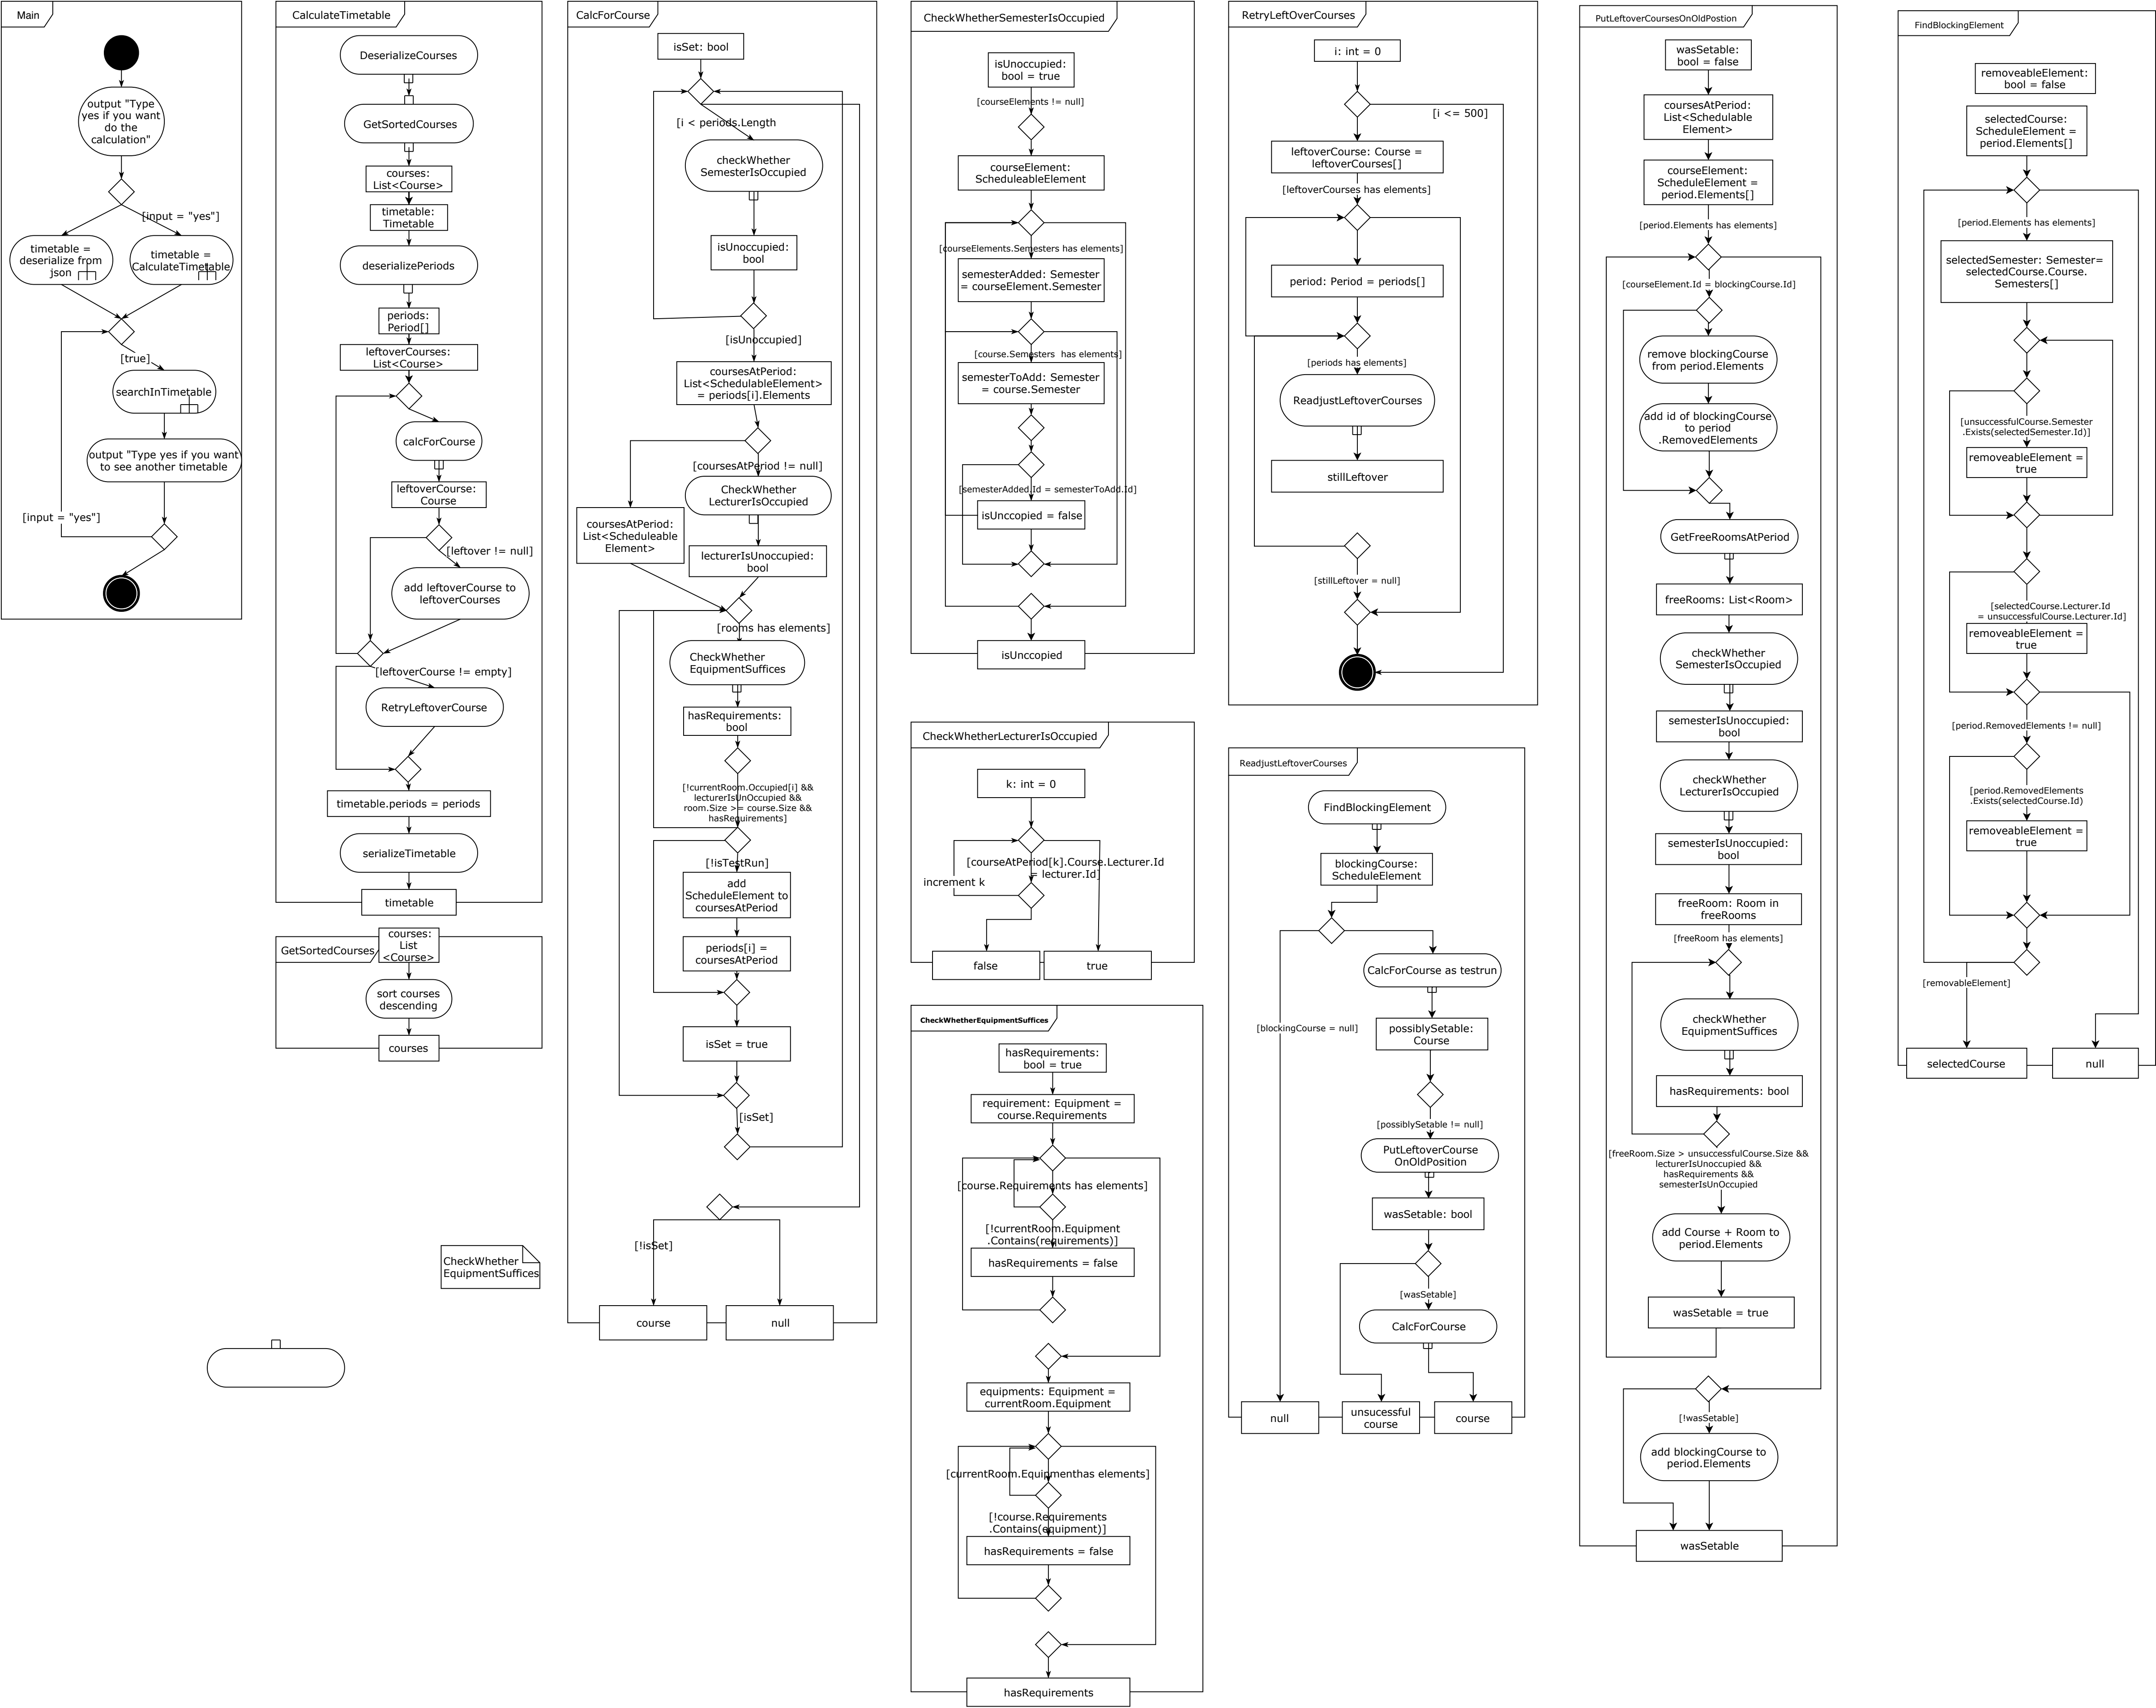 Main
output "Type
yes if you want
do the
calculation"
[input = "yes"]
timetable =
deserialize from
json
timetable =
CalculateTimetable
[true]
searchInTimetable
output "Type yes if you want
to see another timetable
[input = "yes"]
CalculateTimetable
DeserializeCourses
GetSortedCourses
courses:
List<Course>
timetable:
Timetable
deserializePeriods
periods:
Period[]
leftoverCourses:
List<Course>
calcForCourse
leftoverCourse:
Course
[leftover != null]
add leftoverCourse to
leftoverCourses
[leftoverCourse != empty]
RetryLeftoverCourse
timetable.periods = periods
serializeTimetable
timetable
GetSortedCourses
courses:
List
<Course>
sort courses
descending
courses
CheckWhether
EquipmentSuffices
CalcForCourse
isSet: bool
[i < periods.Length
checkWhether
SemesterIsOccupied
isUnoccupied:
bool
[isUnoccupied]
coursesAtPeriod:
List<SchedulableElement>
= periods[i].Elements
[coursesAtPeriod != null]
CheckWhether
LecturerIsOccupied
coursesAtPeriod:
List<Scheduleable
Element>
lecturerIsUnoccupied:
bool
[rooms has elements]
CheckWhether
EquipmentSuffices
hasRequirements:
bool
[!currentRoom.Occupied[i] &&
lecturerIsUnOccupied &&
room.Size >= course.Size &&
hasRequirements]
[!isTestRun]
add
ScheduleElement to
coursesAtPeriod
periods[i] =
coursesAtPeriod
isSet = true
[isSet]
[!isSet]
course
null
CheckWhetherSemesterIsOccupied
isUnoccupied:
bool = true
[courseElements != null]
courseElement:
ScheduleableElement
[courseElements.Semesters has elements]
semesterAdded: Semester
= courseElement.Semester
[course.Semesters  has elements]
semesterToAdd: Semester
= course.Semester
[semesterAdded.Id = semesterToAdd.Id]
isUnccopied = false
isUnccopied
CheckWhetherLecturerIsOccupied
k: int = 0
[courseAtPeriod[k].Course.Lecturer.Id
= lecturer.Id]
increment k
false
true
CheckWhetherEquipmentSuffices
hasRequirements:
bool = true
requirement: Equipment =
course.Requirements
[course.Requirements has elements]
[!currentRoom.Equipment
.Contains(requirements)]
hasRequirements = false
equipments: Equipment =
currentRoom.Equipment
[currentRoom.Equipmenthas elements]
[!course.Requirements
.Contains(equipment)]
hasRequirements = false
hasRequirements
RetryLeftOverCourses
i: int = 0
[i <= 500]
leftoverCourse: Course =
leftoverCourses[]
[leftoverCourses has elements]
period: Period = periods[]
[periods has elements]
ReadjustLeftoverCourses
stillLeftover
[stillLeftover = null]
ReadjustLeftoverCourses
FindBlockingElement
blockingCourse:
ScheduleElement
CalcForCourse as testrun
[blockingCourse = null]
possiblySetable:
Course
[possiblySetable != null]
PutLeftoverCourse
OnOldPosition
wasSetable: bool
[wasSetable]
CalcForCourse
null
unsucessful
course
course
PutLeftoverCoursesOnOldPostion
wasSetable:
bool = false
coursesAtPeriod:
List<Schedulable
Element>
courseElement:
ScheduleElement =
period.Elements[]
[period.Elements has elements]
[courseElement.Id = blockingCourse.Id]
remove blockingCourse
from period.Elements
add id of blockingCourse
to period
.RemovedElements
GetFreeRoomsAtPeriod
freeRooms: List<Room>
checkWhether
SemesterIsOccupied
semesterIsUnoccupied:
bool
checkWhether
LecturerIsOccupied
semesterIsUnoccupied:
bool
freeRoom: Room in
freeRooms
[freeRoom has elements]
checkWhether
EquipmentSuffices
hasRequirements: bool
[freeRoom.Size > unsuccessfulCourse.Size &&
lecturerIsUnoccupied &&
hasRequirements &&
semesterIsUnOccupied
add Course + Room to
period.Elements
wasSetable = true
[!wasSetable]
add blockingCourse to
period.Elements
wasSetable
FindBlockingElement
removeableElement:
bool = false
selectedCourse:
ScheduleElement =
period.Elements[]
[period.Elements has elements]
selectedSemester: Semester=
selectedCourse.Course.
Semesters[]
[unsuccessfulCourse.Semester
.Exists(selectedSemester.Id)]
removeableElement =
true
[selectedCourse.Lecturer.Id
= unsuccessfulCourse.Lecturer.Id]
removeableElement =
true
[period.RemovedElements != null]
[period.RemovedElements
.Exists(selectedCourse.Id)
removeableElement =
true
[removableElement]
selectedCourse
null